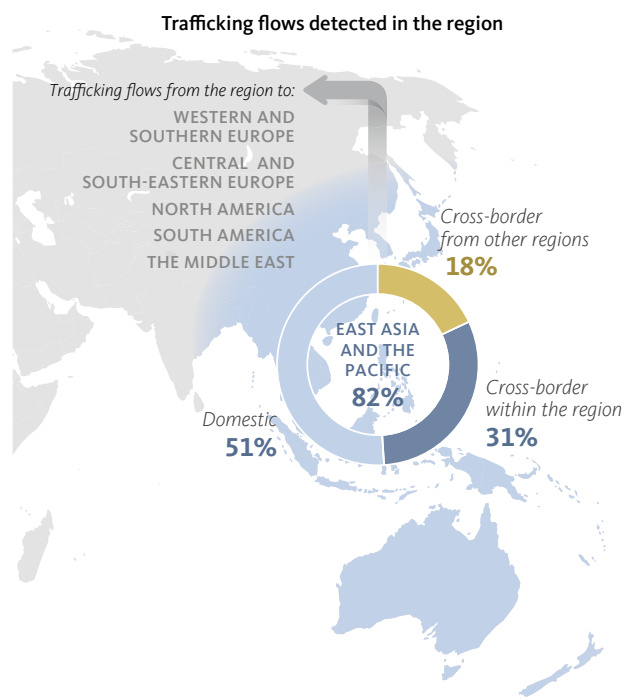 Trafficking flows detected in the region
Trafficking flows from the region to:
WESTERN AND
SOUTHERN EUROPE
CENTRAL AND
SOUTH-EASTERN EUROPE
NORTH AMERICA
SOUTH AMERICA
THE MIDDLE EAST
Cross-border
from other regions
18%
EAST ASIA
AND THE
PACIFIC
82%
Cross-border
within the region
31%
Domestic
51%